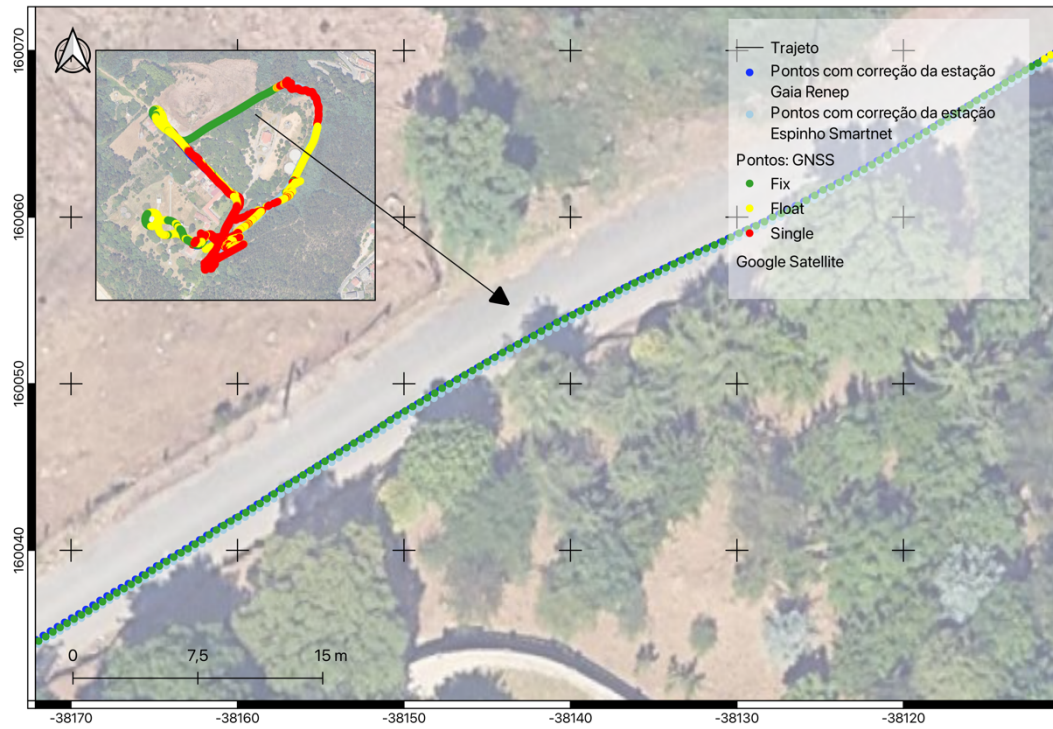 160070
160060
160050
160040
Trajeto
Pontos com correção da estação
Gaia Renep
Pontos com correção da estação
Espinho Smartnet
Pontos: GNSS
Fix
Float
Single
Google Satellite
0 7,5 15 m
-38170 -38160 -38150 -38140 -38130 -38120